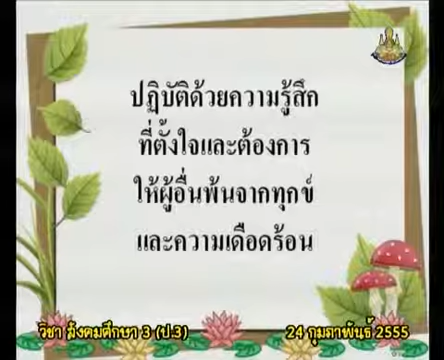 ปฏิบัติด้วยความรู้สึก
ที่ตั้งใจและต้องการ
ให้ผู้อื่นพ้นจากทุกข์
และความเดือดร้อน
วิชา สังคมศึกษา 3 (ป.3)
24 กุมภาพันธ์ 2555